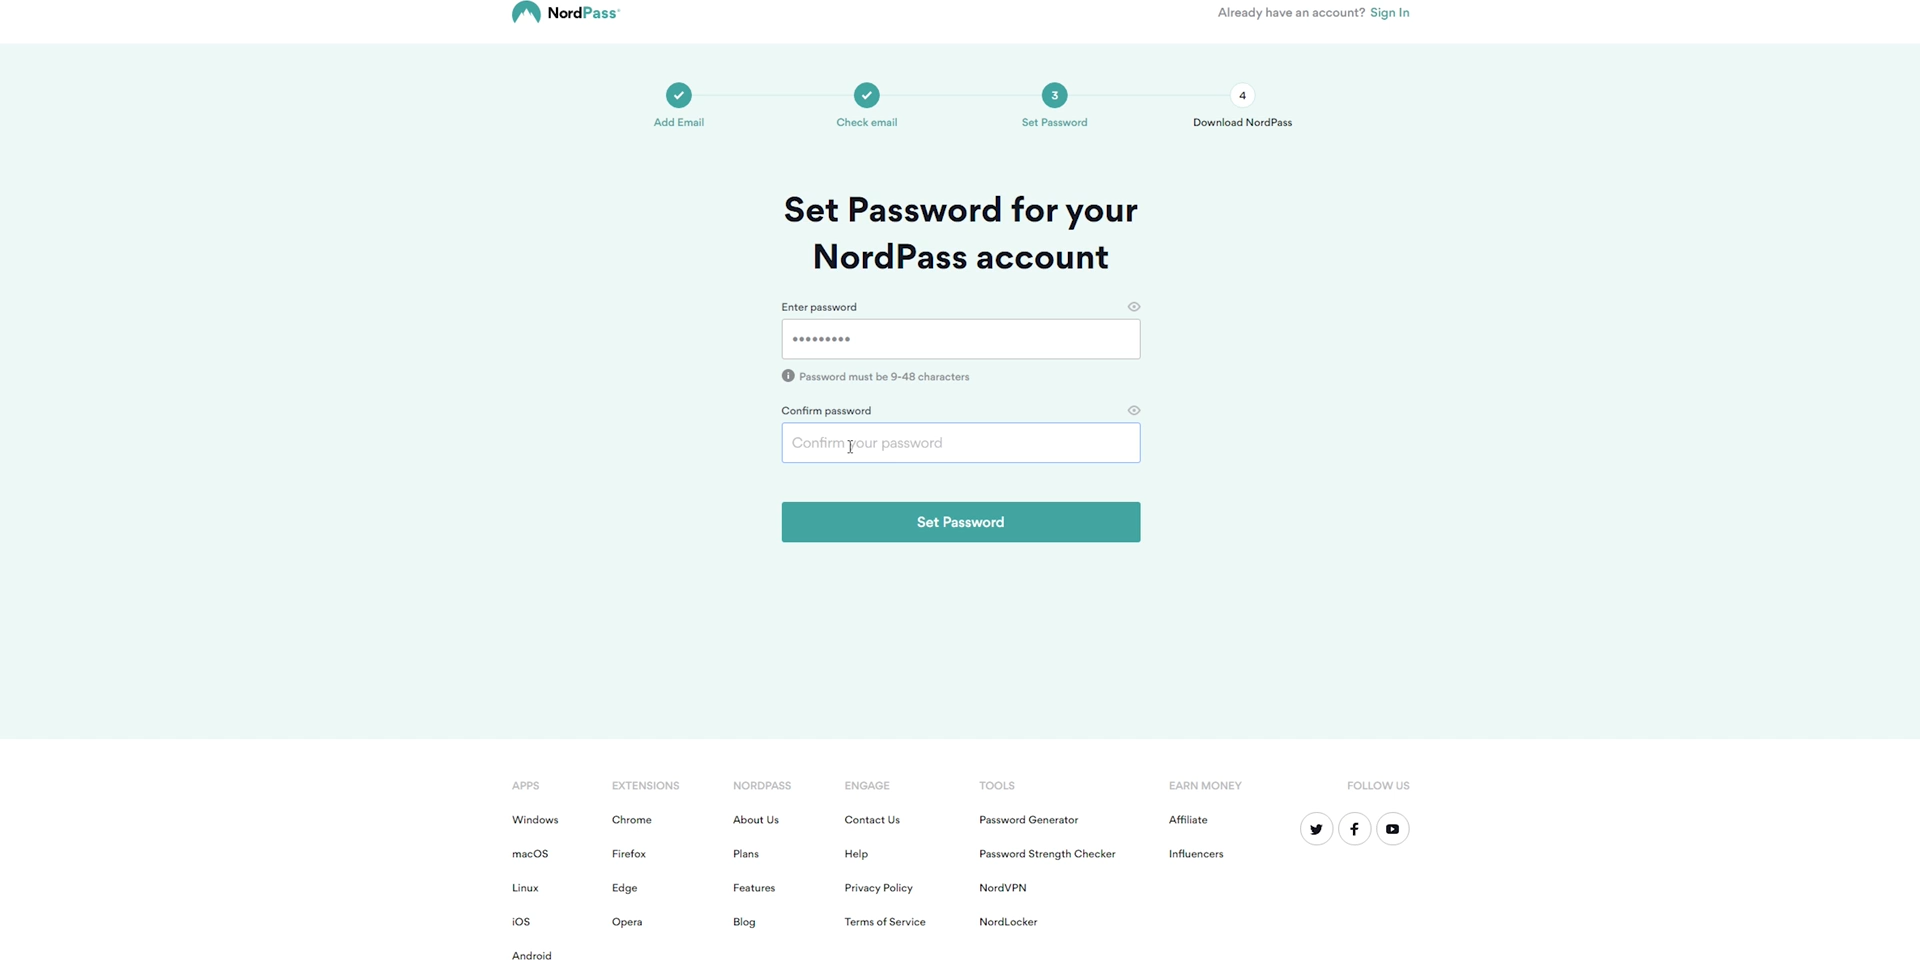 NordPass®
Already have an account? Sign In
3
4
Add Email
Check email
Set Password
Download NordPass
Set Password for your
NordPass account
Enter password
•••••••••
Password must be 9-48 characters
Confirm password
Confirm your password
Set Password
APPS
Windows
macOS
Linux
iOS
Android
EXTENSIONS
Chrome
Firefox
Edge
Opera
NORDPASS
About Us
Plans
Features
Blog
ENGAGE
Contact Us
Help
Privacy Policy
Terms of Service
TOOLS
Password Generator
Password Strength Checker
NordVPN
NordLocker
EARN MONEY
Affiliate
Influencers
FOLLOW US